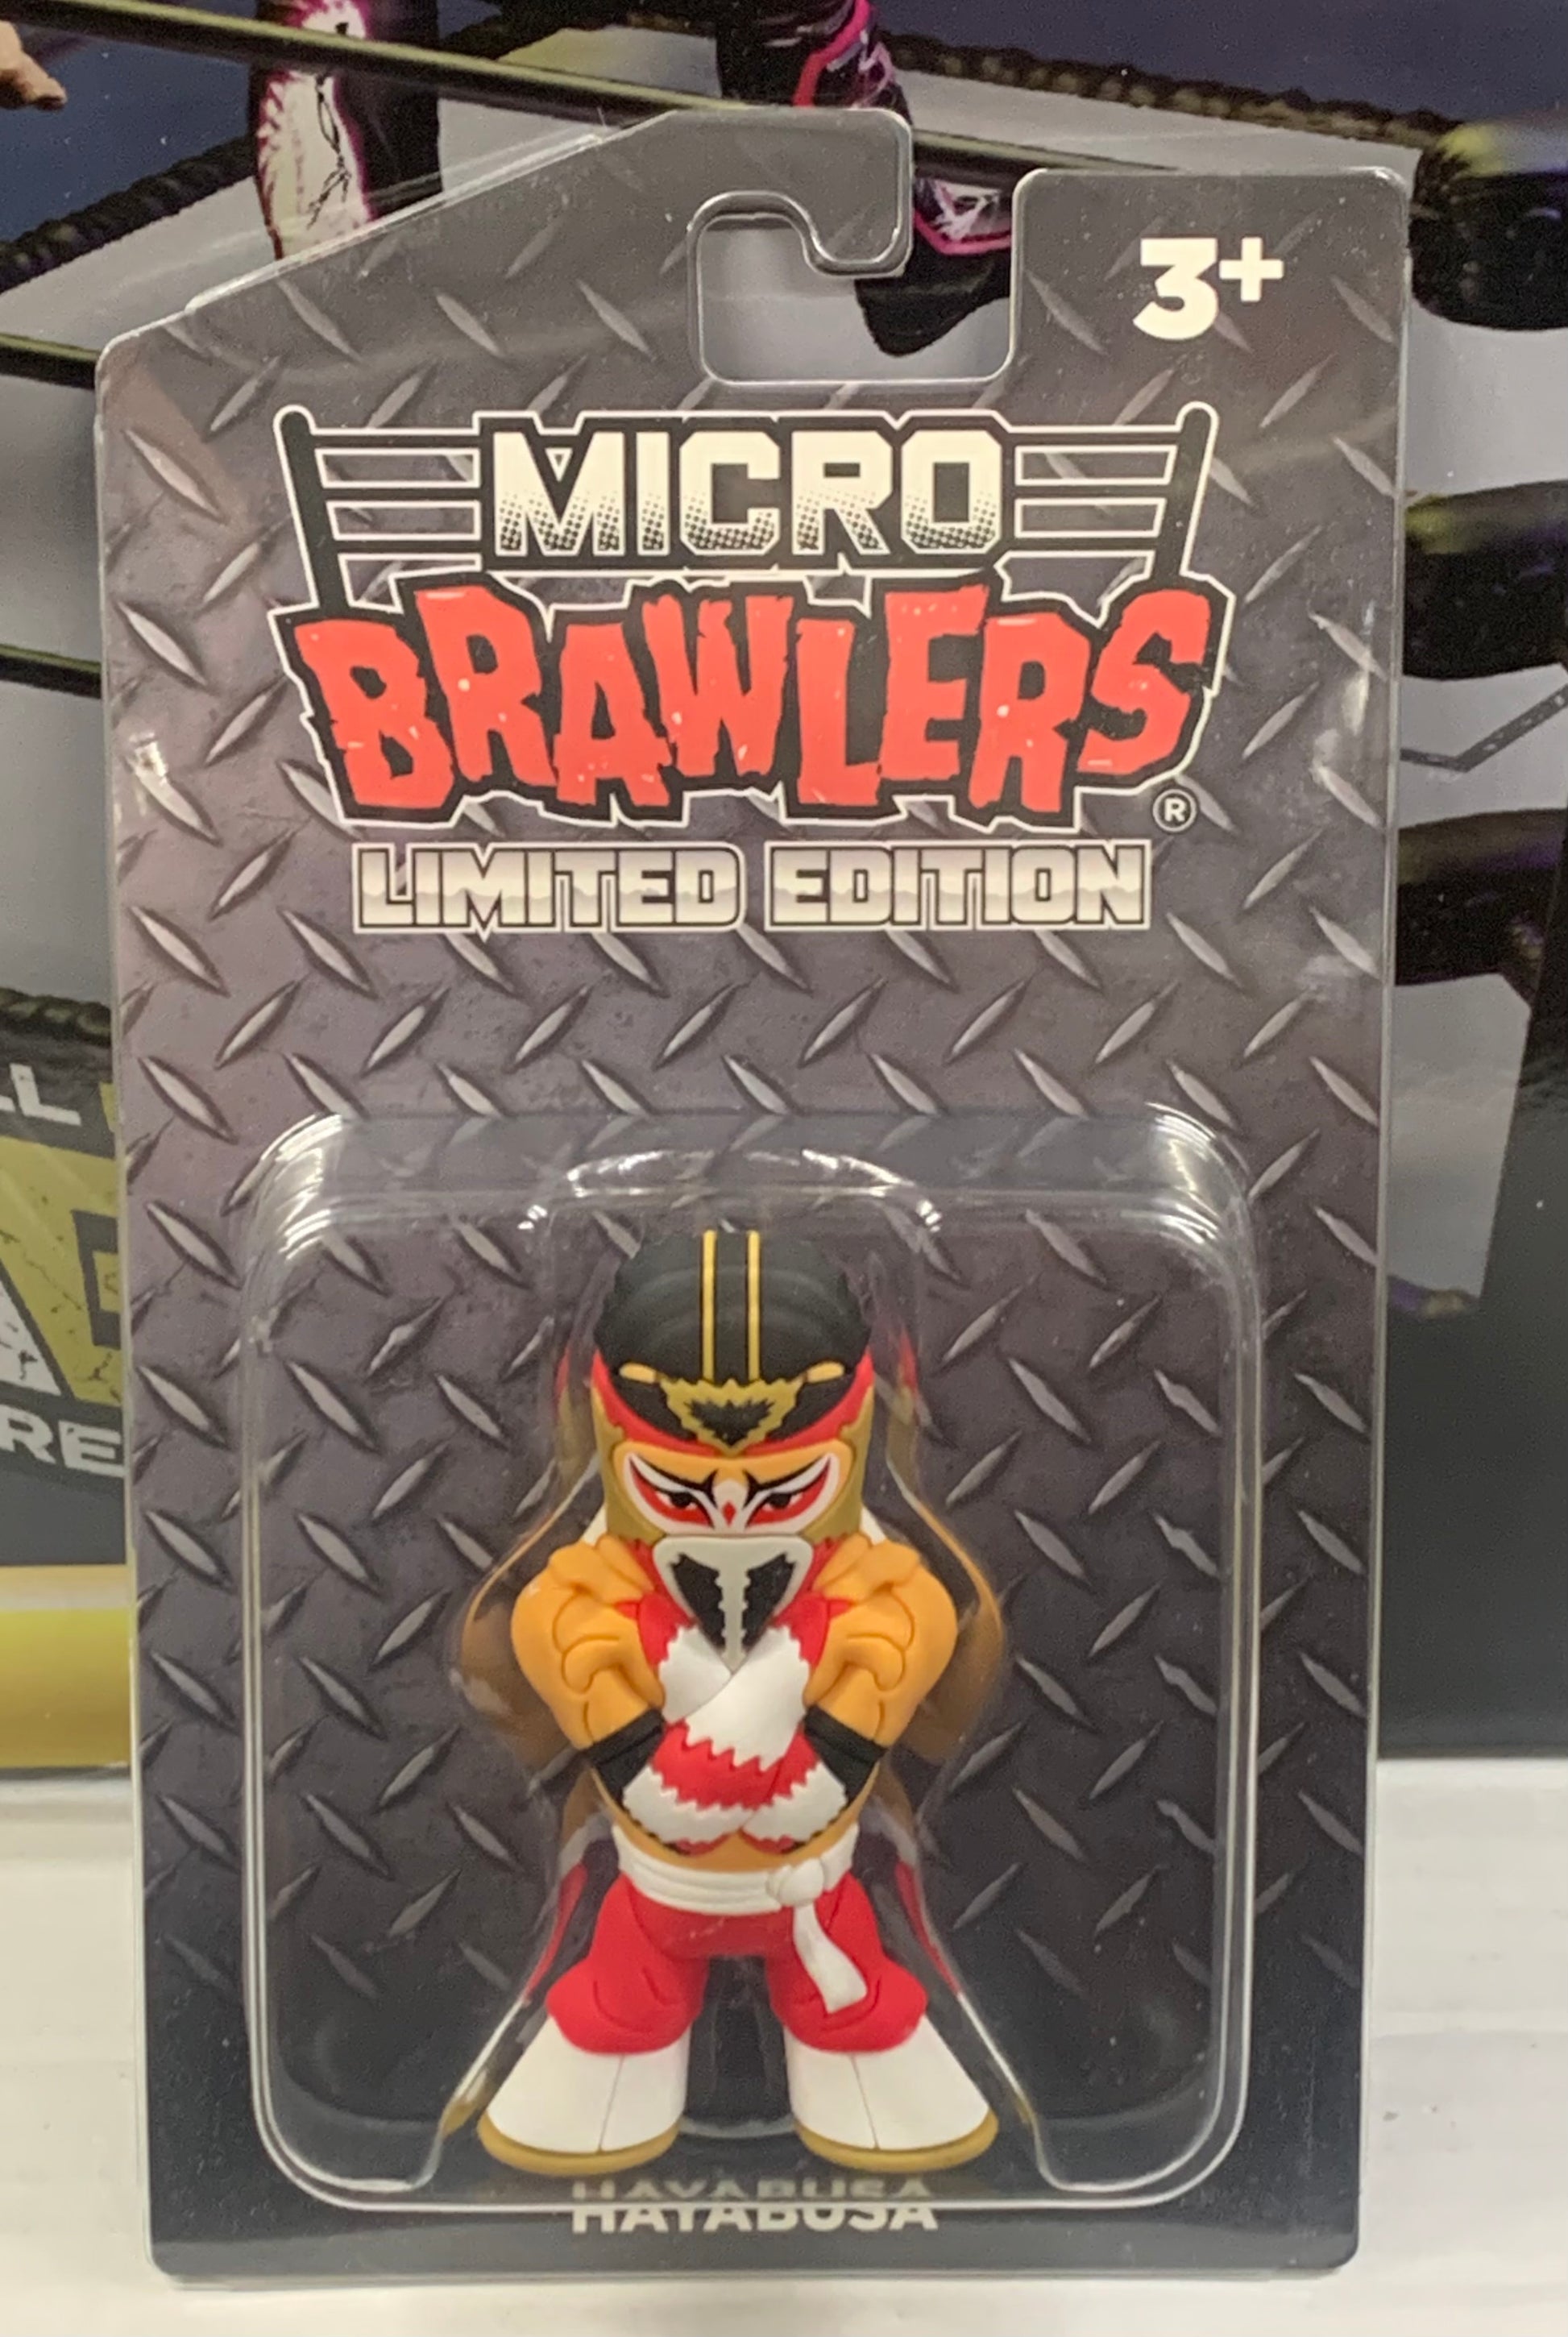 3+
MICRO
BRAWLERS
®
LIMITED EDITION
HAYABUSA